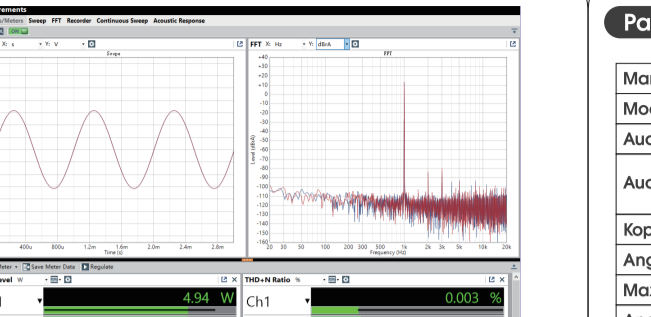 rements
s/Meters Sweep FFT Recorder Continuous Sweep Acoustic Response
ON
X: s Y: V
FFT X: Hz Y: dBrA
Scope
FFT
+40
+30
+20
+10
0
-10
-20
-30
-40
-50
-60
-70
-80
-90
-100
-110
-120
-130
-140
-150
-160
Level (dBrA)
400u 800u 1.2m 1.6m 2.0m 2.4m 2.8m
Time (s)
20 30 50 100 200 300 500 1k 2k 3k 5k 10k 20k
Frequency (Hz)
Meter Save Meter Data Regulate
evel W
THD+N Ratio %
4.94 W
Ch1
0.003 %
Pa
Mar
Mod
Aud
Aud
Kop
Ang
Max